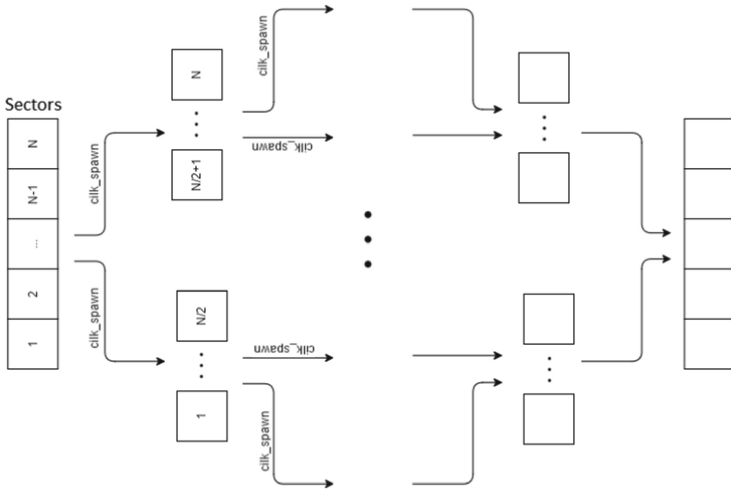 Sectors
N
N-1
...
2
1
cilk_spawn
cilk_spawn
N
N/2+1
N/2
1
cilk_spawn
cilk_spawn
cilk_spawn
cilk_spawn